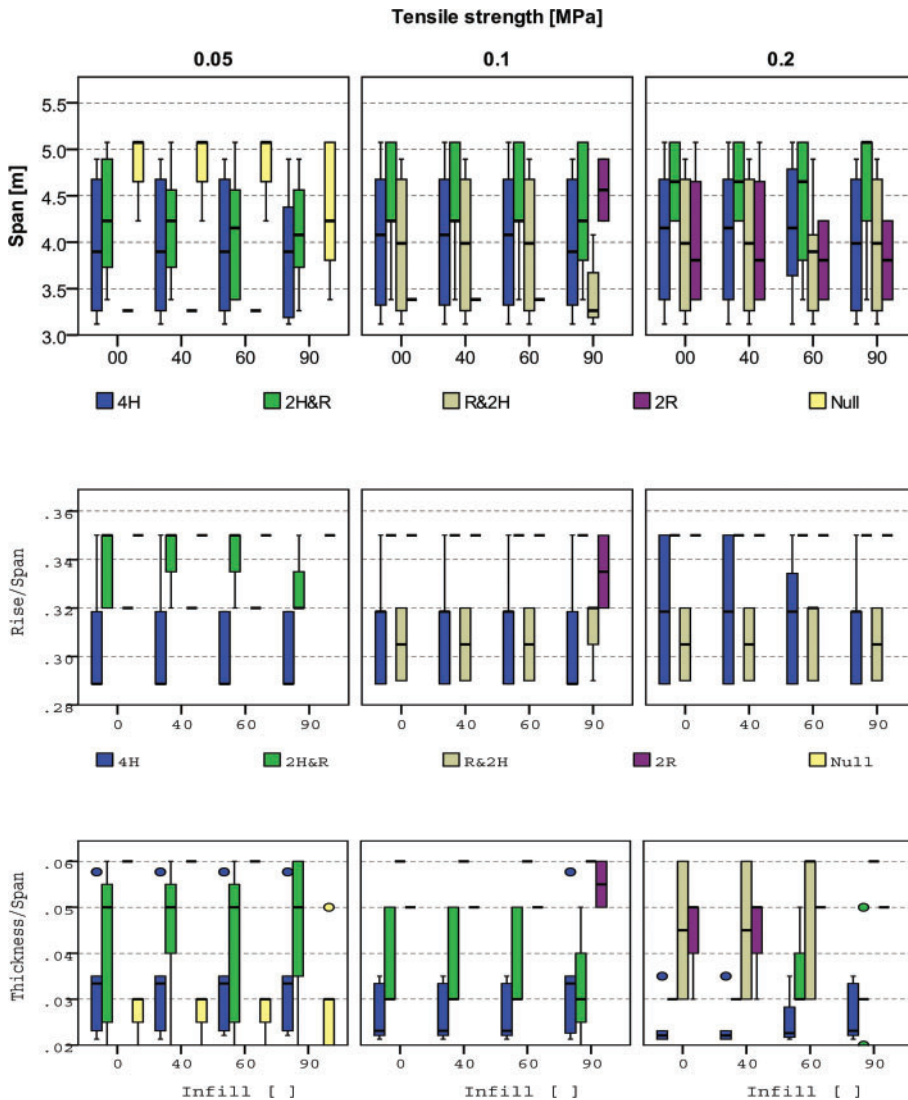 Tensile strength [MPa]
0.05 0.1 0.2
Span [m]
5.5
5.0
4.5
4.0
3.5
3.0
00 40 60 90 00 40 60 90 00 40 60 90
4H 2H&R R&2H 2R Null
Rise/Span
.36
.34
.32
.30
.28
0 40 60 90 0 40 60 90 0 40 60 90
4H 2H&R R&2H 2R Null
Thickness/Span
.06
.05
.04
.03
.02
0 40 60 90 0 40 60 90 0 40 60 90
Infill [ ] Infill [ ] Infill [ ]